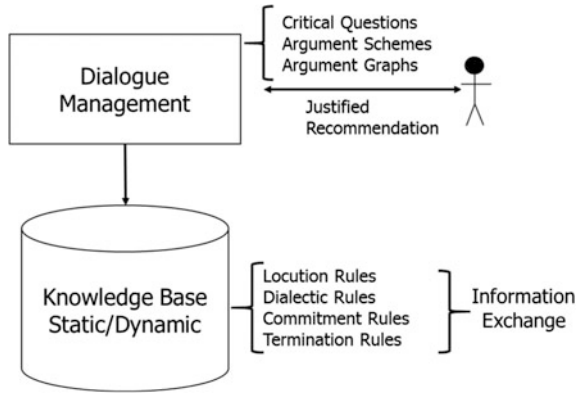 Critical Questions
Argument Schemes
Argument Graphs
Dialogue
Management
Justified
Recommendation
Knowledge Base
Static/Dynamic
Locution Rules
Dialectic Rules
Commitment Rules
Termination Rules
Information
Exchange